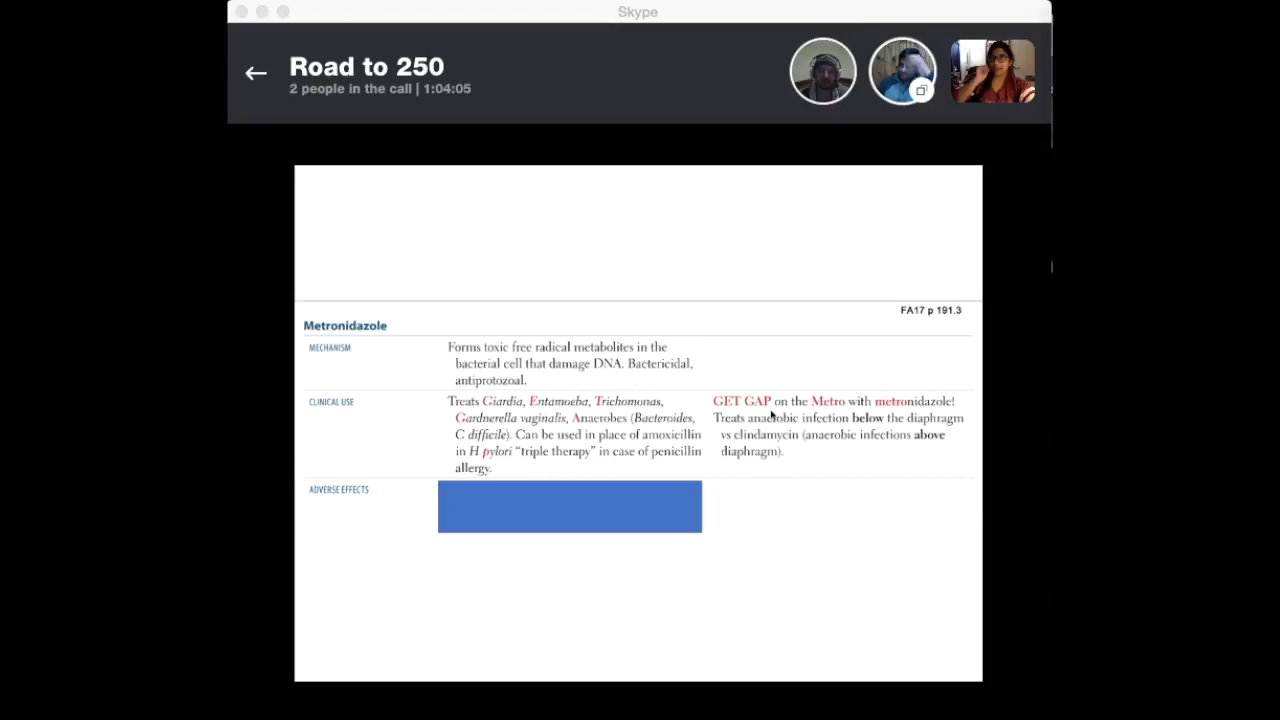 Skype
Road to 250
2 people in the call | 1:04:05
FA17 p 191.3
Metronidazole
MECHANISM
Forms toxic free radical metabolites in the
bacterial cell that damage DNA. Bactericidal,
antiprotozoal.
CLINICAL USE
Treats Giardia, Entamoeba, Trichomonas,
Gardnerella vaginalis, Anaerobes (Bacteroides,
C difficile). Can be used in place of amoxicillin
in H pylori “triple therapy” in case of penicillin
allergy.
GET GAP on the Metro with metronidazole!
Treats anaerobic infection below the diaphragm
vs clindamycin (anaerobic infections above
diaphragm).
ADVERSE EFFECTS